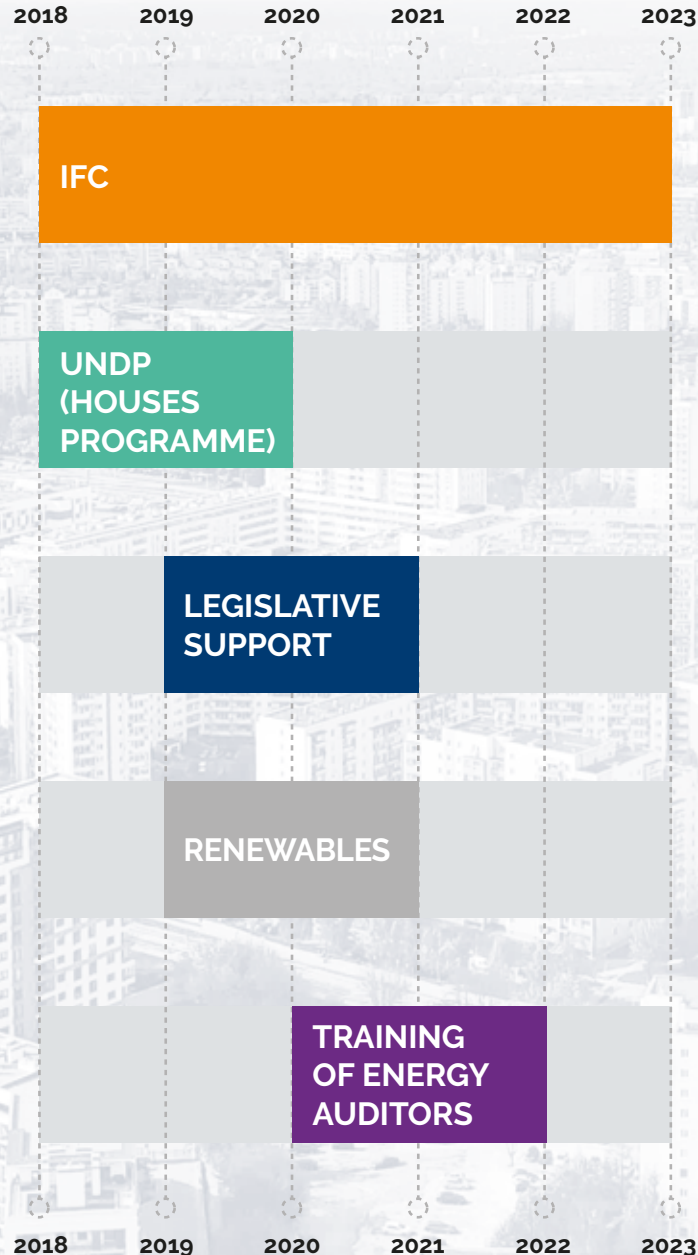 2018 2019 2020 2021 2022 2023
IFC
UNDP
(HOUSES
PROGRAMME)
LEGISLATIVE
SUPPORT
RENEWABLES
TRAINING
OF ENERGY
AUDITORS
2018 2019 2020 2021 2022 2023